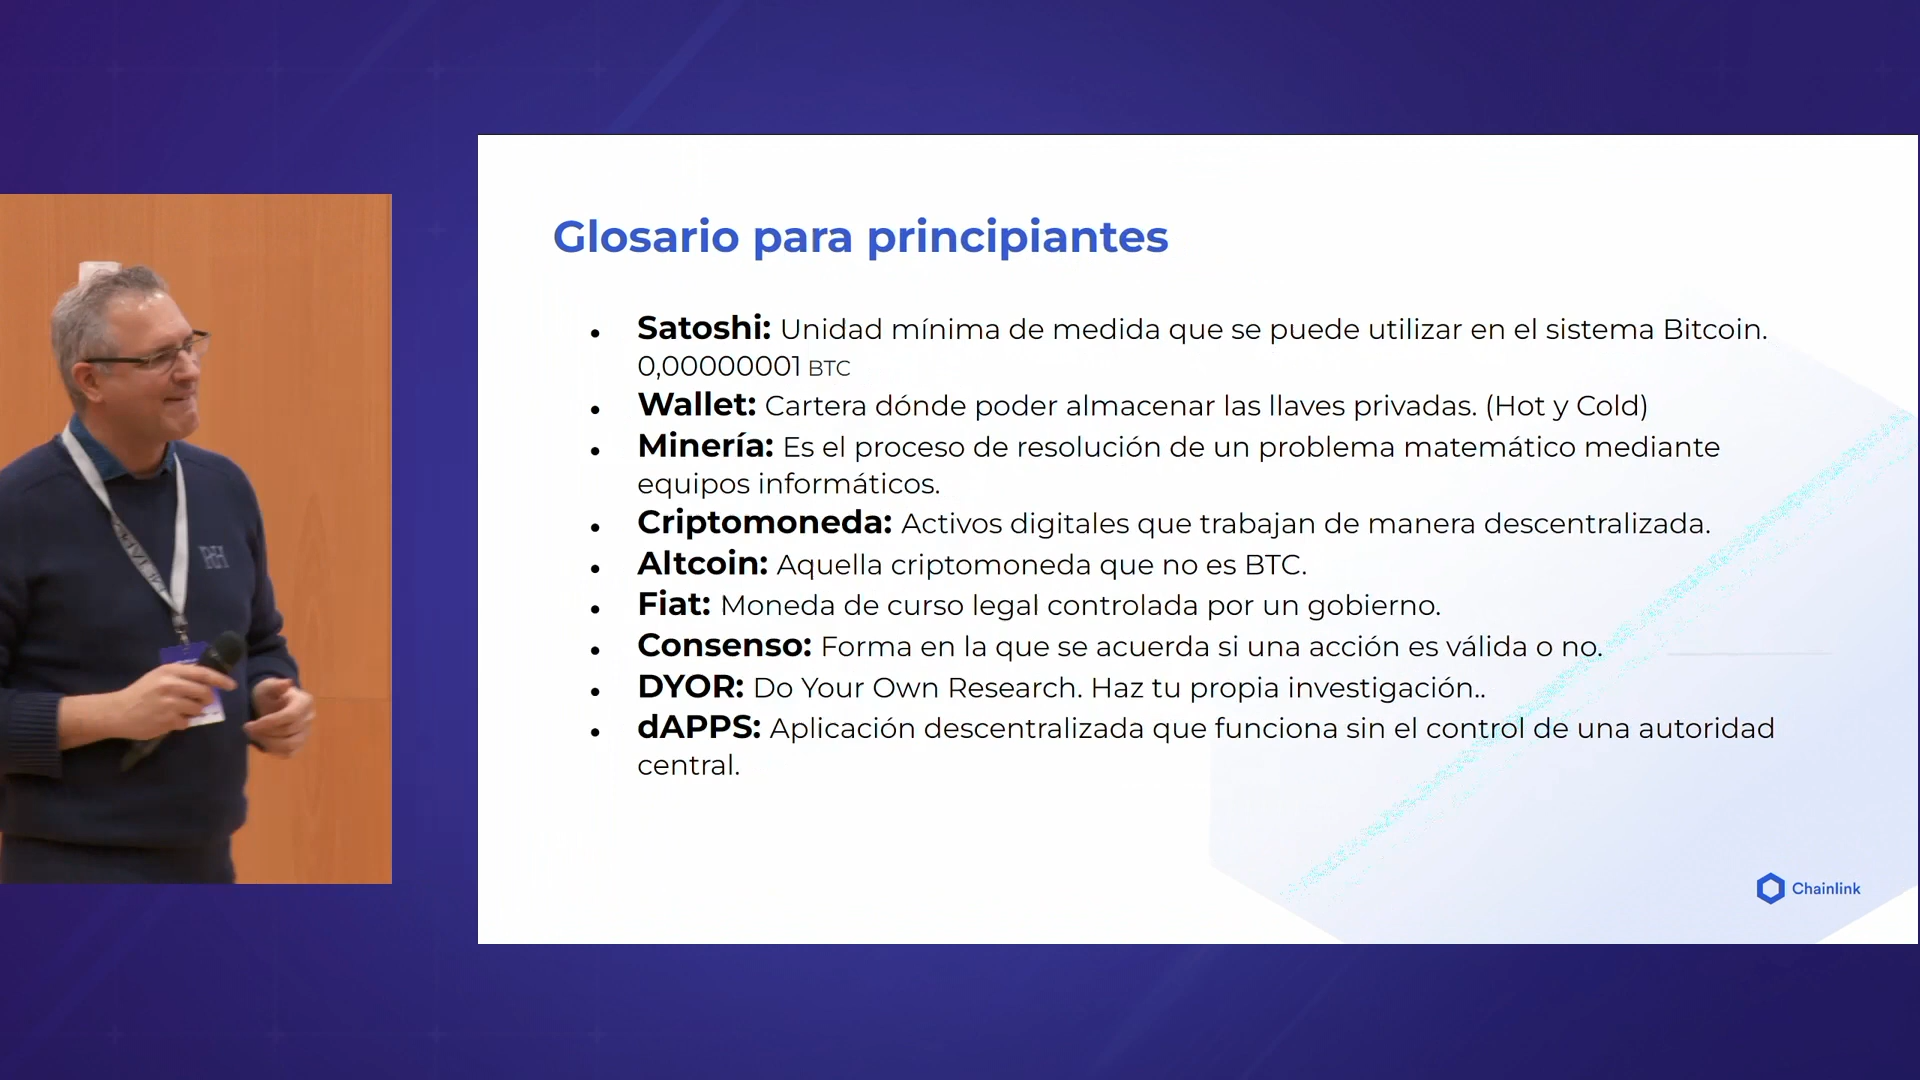 Glosario para principiantes
• Satoshi: Unidad mínima de medida que se puede utilizar en el sistema Bitcoin.
0,00000001 BTC
• Wallet: Cartera dónde poder almacenar las llaves privadas. (Hot y Cold)
• Minería: Es el proceso de resolución de un problema matemático mediante
equipos informáticos.
• Criptomoneda: Activos digitales que trabajan de manera descentralizada.
• Altcoin: Aquella criptomoneda que no es BTC.
• Fiat: Moneda de curso legal controlada por un gobierno.
• Consenso: Forma en la que se acuerda si una acción es válida o no.
• DYOR: Do Your Own Research. Haz tu propia investigación..
• dAPPS: Aplicación descentralizada que funciona sin el control de una autoridad
central.
Chainlink